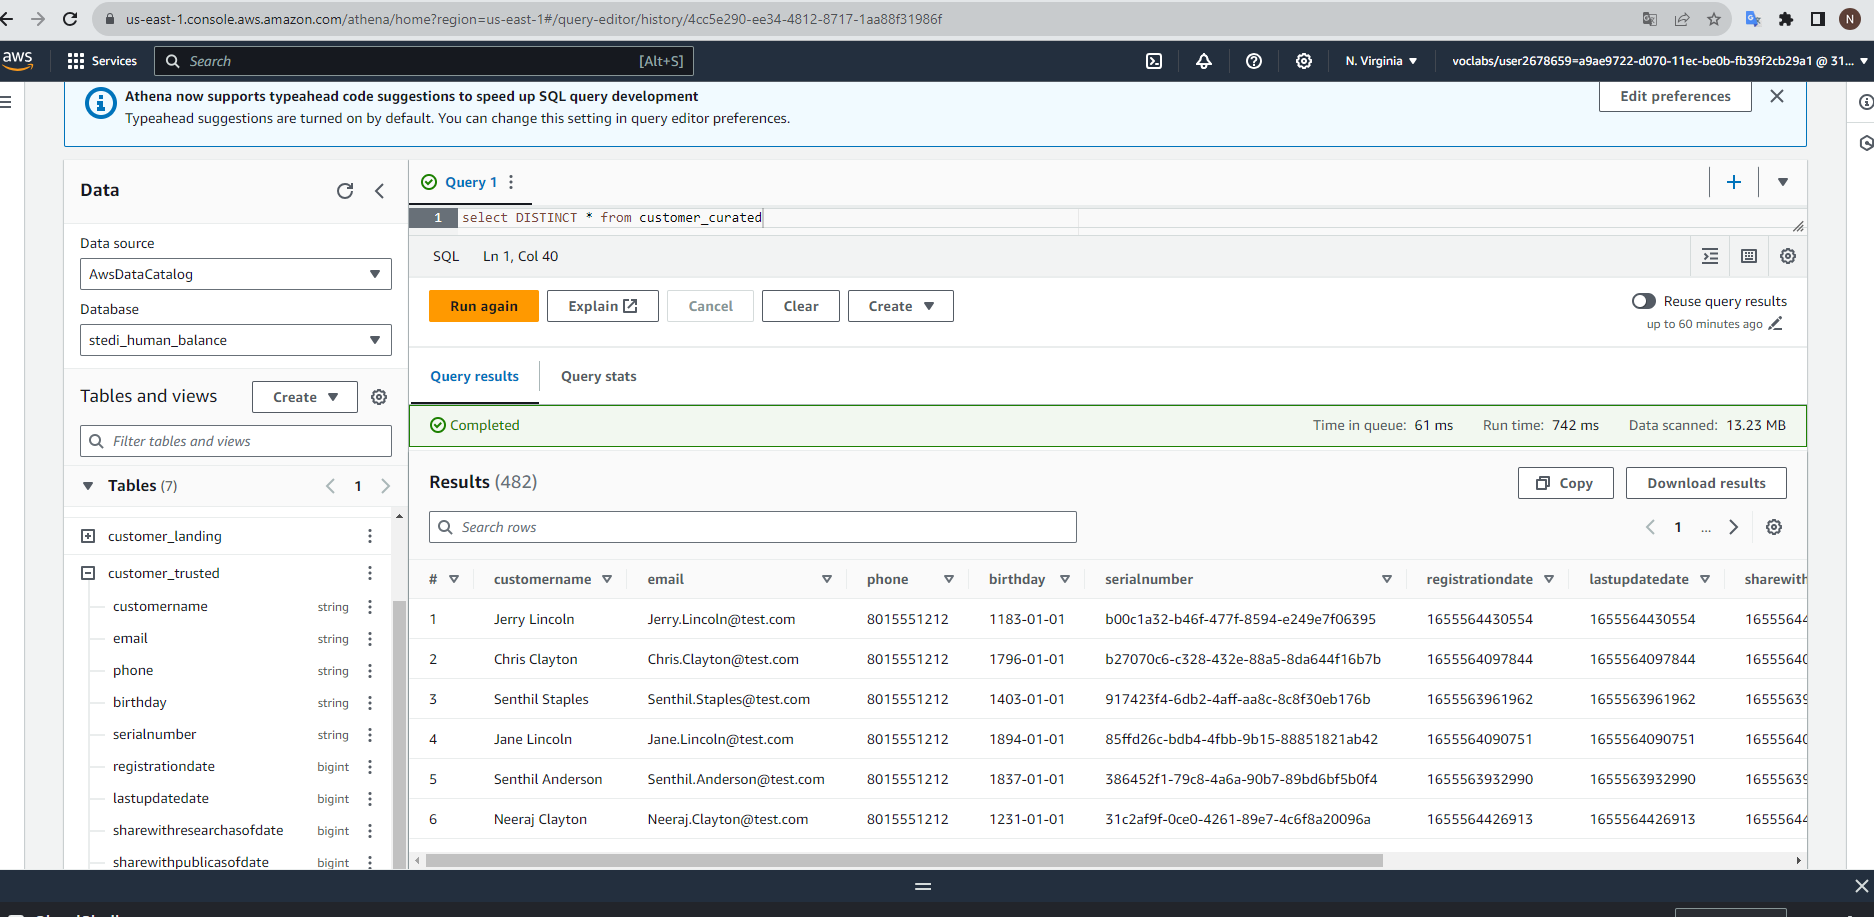 us-east-1.console.aws.amazon.com/athena/home?region=us-east-1#/query-editor/history/4cc5e290-ee34-4812-8717-1aa88f31986f
N
aws
Services
Search
[Alt+S]
N. Virginia
voclabs/user2678659=a9ae9722-d070-11ec-be0b-fb39f2cb29a1 @ 31...
Athena now supports typeahead code suggestions to speed up SQL query development
Typeahead suggestions are turned on by default. You can change this setting in query editor preferences.
Edit preferences
Data
Data source
AwsDataCatalog
Database
stedi_human_balance
Tables and views
Create
Filter tables and views
Tables (7)
1
customer_landing
customer_trusted
customername string
email string
phone string
birthday string
serialnumber string
registrationdate bigint
lastupdatedate bigint
sharewithresearchasofdate bigint
sharewithpublicasofdate bigint
Query 1
1 select DISTINCT * from customer_curated
SQL Ln 1, Col 40
Run again
Explain
Cancel
Clear
Create
Reuse query results
up to 60 minutes ago
Query results
Query stats
Completed
Time in queue: 61 ms Run time: 742 ms Data scanned: 13.23 MB
Results (482)
Copy
Download results
Search rows
1 ...
# customername email phone birthday serialnumber registrationdate lastupdatedate sharewith
1 Jerry Lincoln Jerry.Lincoln@test.com 8015551212 1183-01-01 b00c1a32-b46f-477f-8594-e249e7f06395 1655564430554 1655564430554 16555644
2 Chris Clayton Chris.Clayton@test.com 8015551212 1796-01-01 b27070c6-c328-432e-88a5-8da644f16b7b 1655564097844 1655564097844 16555640
3 Senthil Staples Senthil.Staples@test.com 8015551212 1403-01-01 917423f4-6db2-4aff-aa8c-8c8f30eb176b 1655563961962 1655563961962 16555639
4 Jane Lincoln Jane.Lincoln@test.com 8015551212 1894-01-01 85ffd26c-bdb4-4fbb-9b15-88851821ab42 1655564090751 1655564090751 16555640
5 Senthil Anderson Senthil.Anderson@test.com 8015551212 1837-01-01 386452f1-79c8-4a6a-90b7-89bd6bf5b0f4 1655563932990 1655563932990 16555639
6 Neeraj Clayton Neeraj.Clayton@test.com 8015551212 1231-01-01 31c2af9f-0ce0-4261-89e7-4c6f8a20096a 1655564426913 1655564426913 16555644